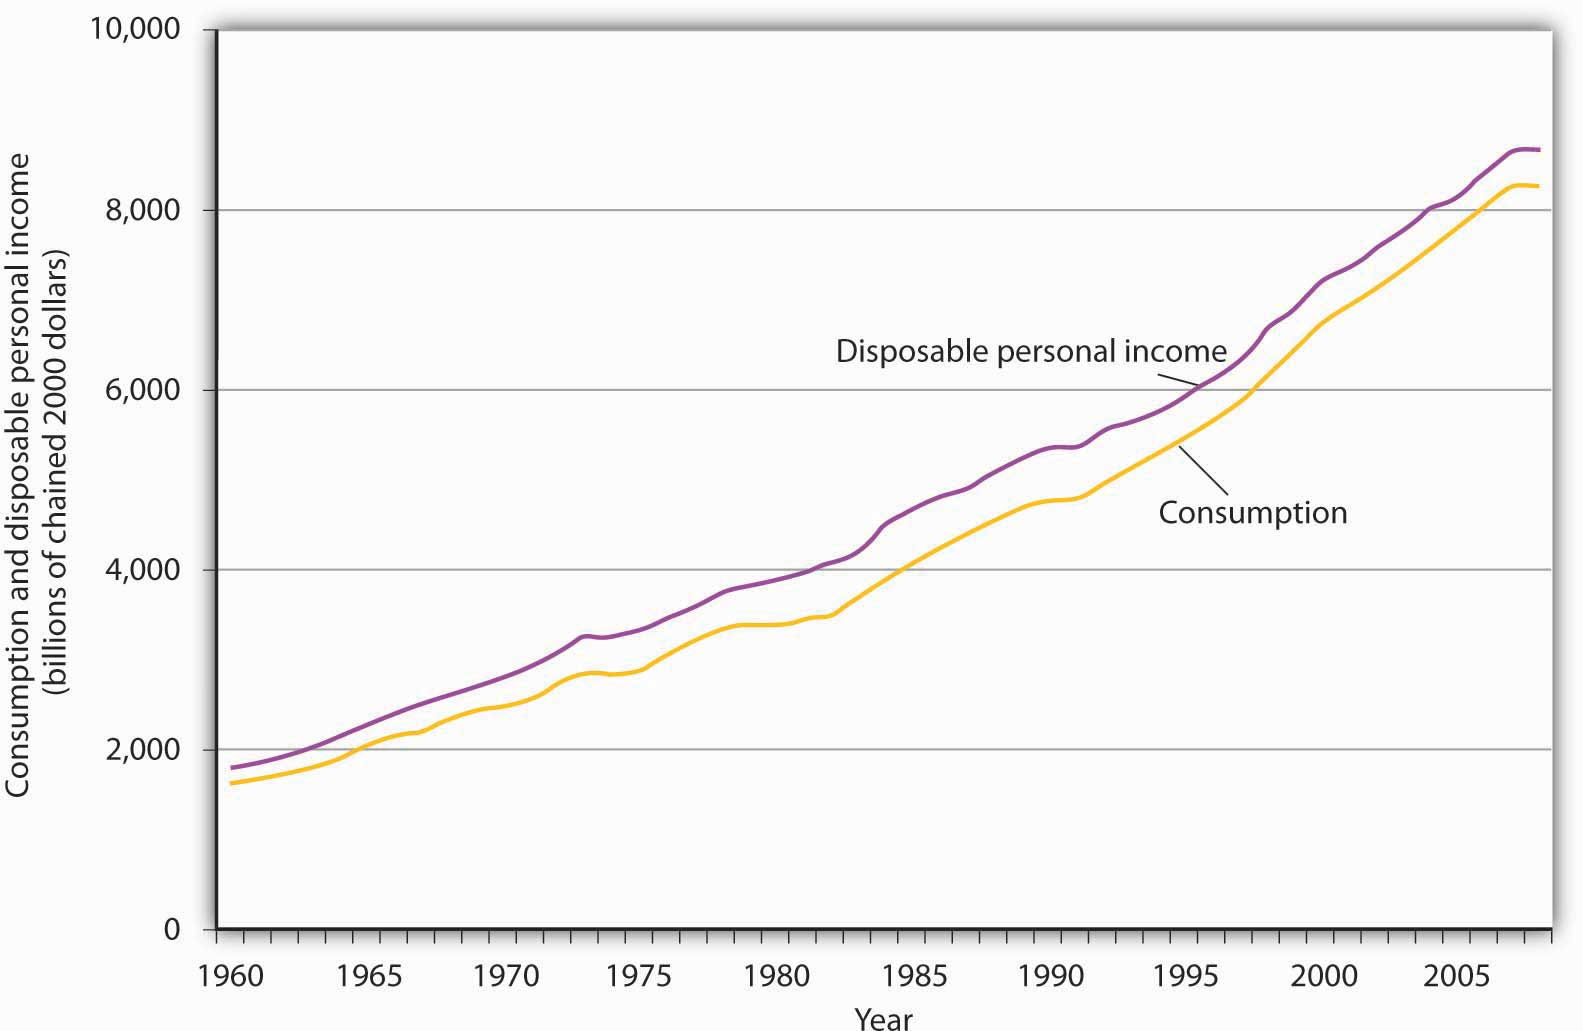 Consumption and disposable personal income
(billions of chained 2000 dollars)
10,000
8,000
6,000
4,000
2,000
0
Disposable personal income
Consumption
1960 1965 1970 1975 1980 1985 1990 1995 2000 2005
Year